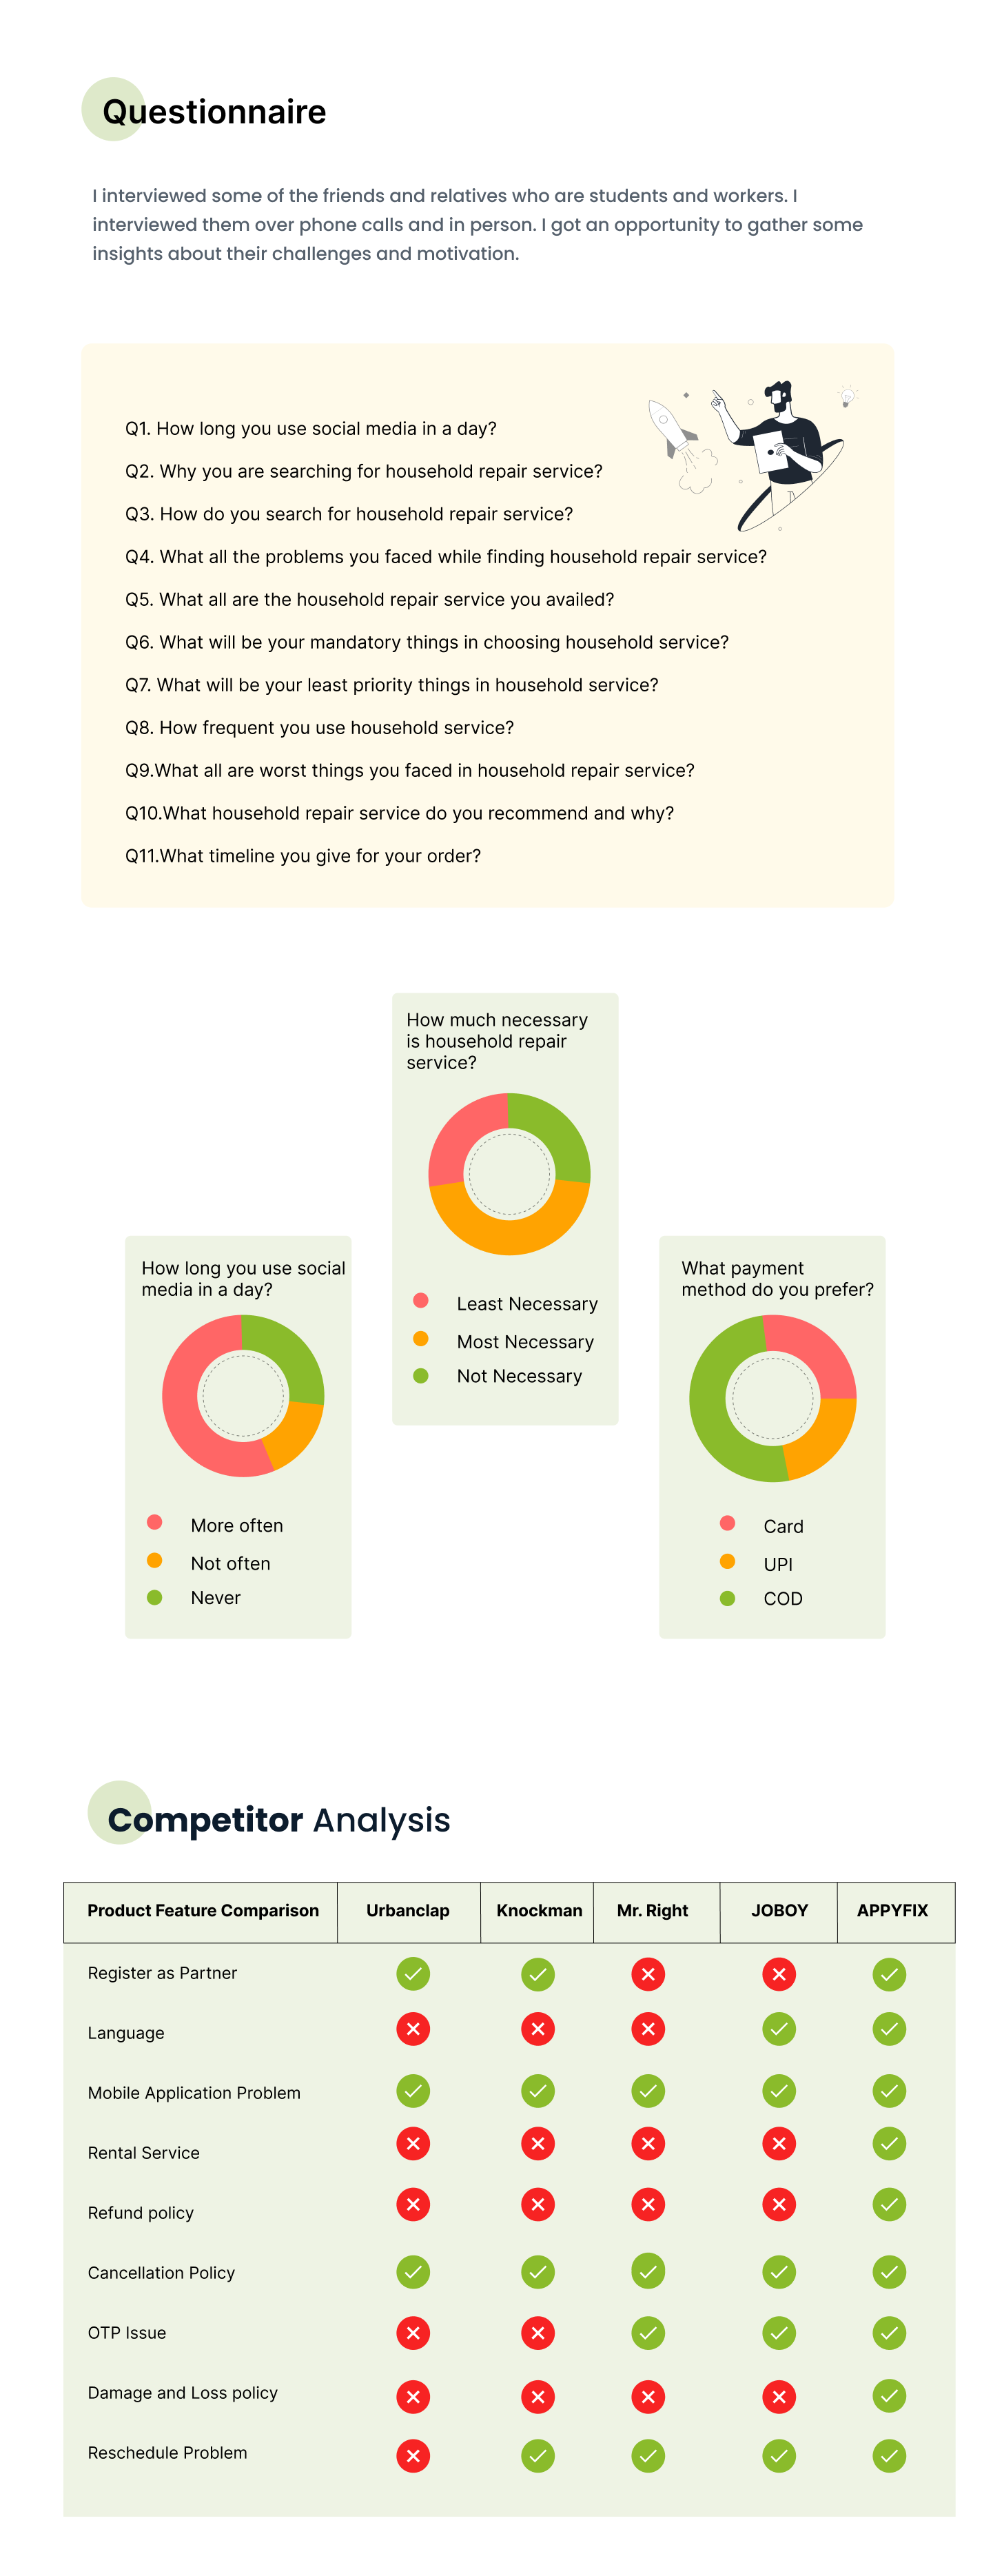 Questionnaire
I interviewed some of the friends and relatives who are students and workers. I
interviewed them over phone calls and in person. I got an opportunity to gather some
insights about their challenges and motivation.
Q1. How long you use social media in a day?
Q2. Why you are searching for household repair service?
Q3. How do you search for household repair service?
Q4. What all the problems you faced while finding household repair service?
Q5. What all are the household repair service you availed?
Q6. What will be your mandatory things in choosing household service?
Q7. What will be your least priority things in household service?
Q8. How frequent you use household service?
Q9.What all are worst things you faced in household repair service?
Q10.What household repair service do you recommend and why?
Q11.What timeline you give for your order?
How much necessary
is household repair
service?
Least Necessary
Most Necessary
Not Necessary
How long you use social
media in a day?
More often
Not often
Never
What payment
method do you prefer?
Card
UPI
COD
Competitor Analysis
Product Feature Comparison Urbanclap Knockman Mr. Right JOBOY APPYFIX
Register as Partner
Language
Mobile Application Problem
Rental Service
Refund policy
Cancellation Policy
OTP Issue
Damage and Loss policy
Reschedule Problem